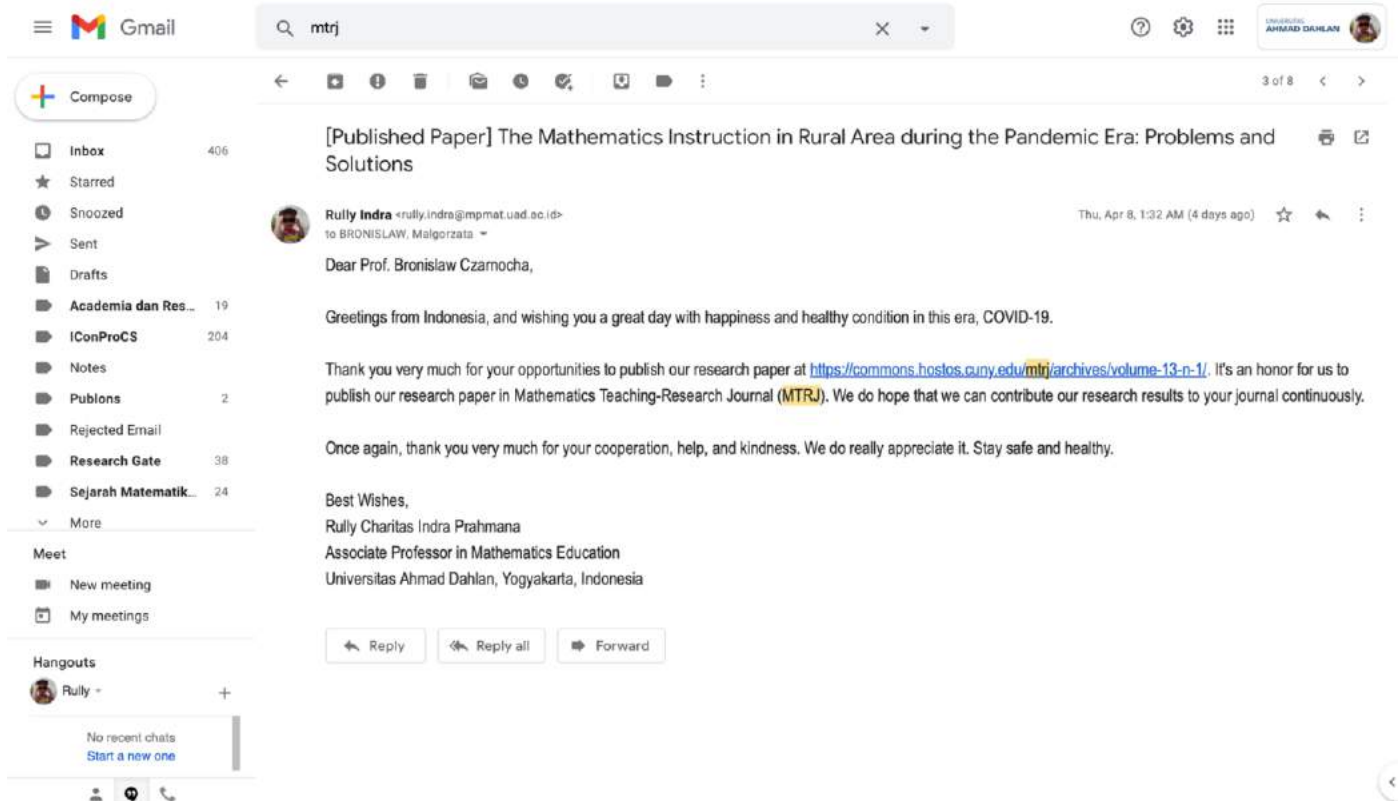 Gmail
mtrj
UNIVERSITAS
AHMAD DAHLAN
Compose
3 of 8
Inbox 406
Starred
Snoozed
Sent
Drafts
Academia dan Res... 19
IConProCS 204
Notes
Publons 2
Rejected Email
Research Gate 38
Sejarah Matematik... 24
More
Meet
New meeting
My meetings
Hangouts
Rully
No recent chats
Start a new one
[Published Paper] The Mathematics Instruction in Rural Area during the Pandemic Era: Problems and
Solutions
Rully Indra <rully.indra@mpmat.uad.ac.id>
Thu, Apr 8, 1:32 AM (4 days ago)
to BRONISLAW, Malgorzata
Dear Prof. Bronislaw Czarnocha,
Greetings from Indonesia, and wishing you a great day with happiness and healthy condition in this era, COVID-19.
Thank you very much for your opportunities to publish our research paper at https://commons.hostos.cuny.edu/mtrj/archives/volume-13-n-1/. It's an honor for us to
publish our research paper in Mathematics Teaching-Research Journal (MTRJ). We do hope that we can contribute our research results to your journal continuously.
Once again, thank you very much for your cooperation, help, and kindness. We do really appreciate it. Stay safe and healthy.
Best Wishes,
Rully Charitas Indra Prahmana
Associate Professor in Mathematics Education
Universitas Ahmad Dahlan, Yogyakarta, Indonesia
Reply
Reply all
Forward